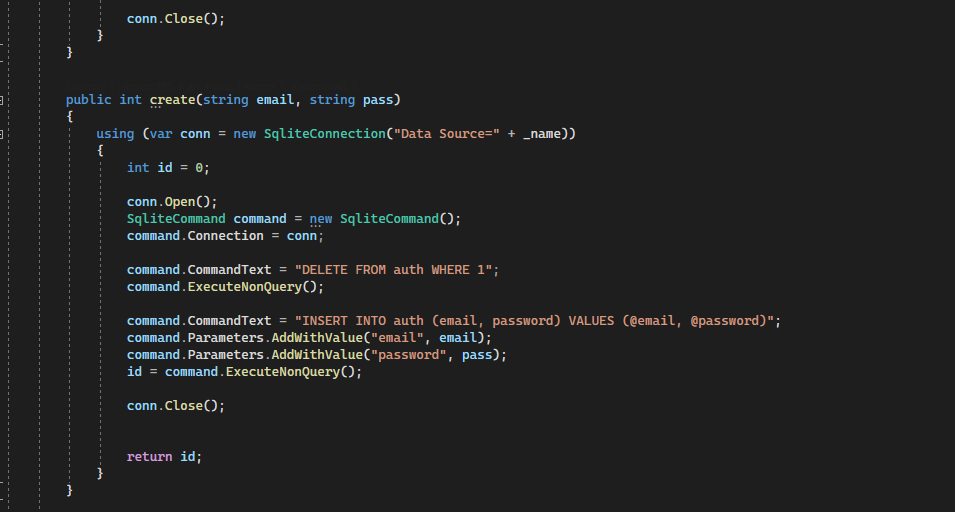 conn.Close();
}
}
public int create(string email, string pass)
{
using (var conn = new SqliteConnection("Data Source=" + _name))
{
int id = 0;
conn.Open();
SqliteCommand command = new SqliteCommand();
command.Connection = conn;
command.CommandText = "DELETE FROM auth WHERE 1";
command.ExecuteNonQuery();
command.CommandText = "INSERT INTO auth (email, password) VALUES (@email, @password)";
command.Parameters.AddWithValue("email", email);
command.Parameters.AddWithValue("password", pass);
id = command.ExecuteNonQuery();
conn.Close();
return id;
}
}